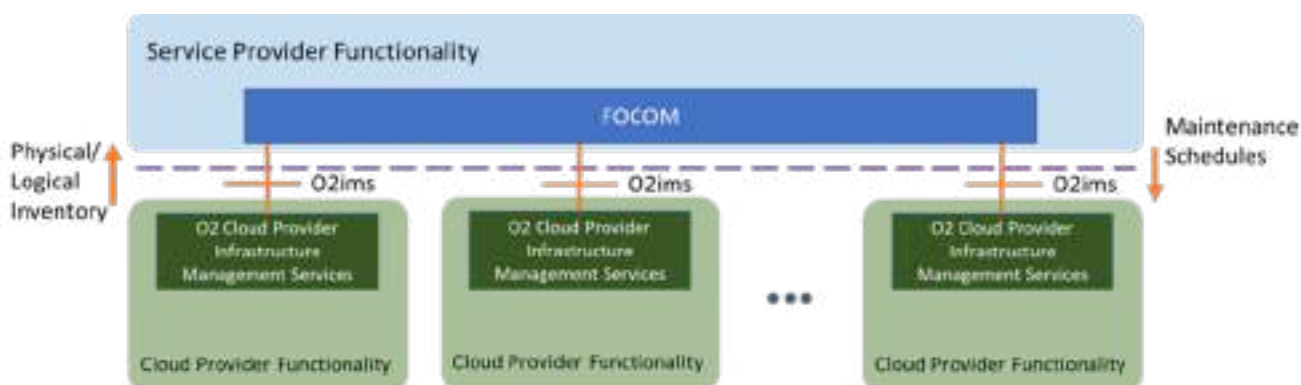 Service Provider Functionality
FOCOM
Physical/
Logical
Inventory
Maintenance
Schedules
O2ims
O2ims
O2ims
O2 Cloud Provider
Infrastructure
Management Services
O2 Cloud Provider
Infrastructure
Management Services
O2 Cloud Provider
Infrastructure
Management Services
Cloud Provider Functionality
Cloud Provider Functionality
Cloud Provider Functionality